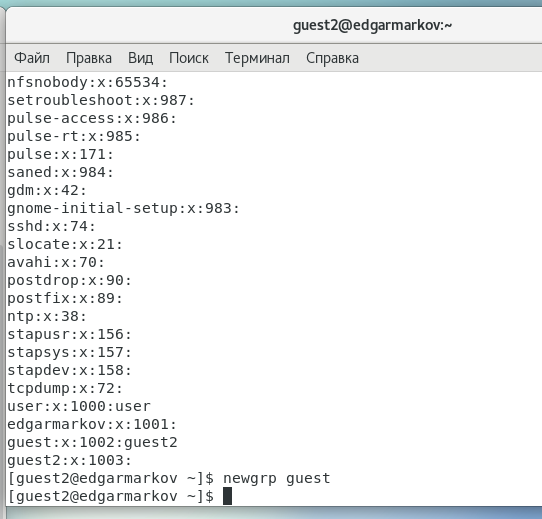 guest2@edgarmarkov:~
Файл Правка Вид Поиск Терминал Справка
nfsnobody:x:65534:
setroubleshoot:x:987:
pulse-access:x:986:
pulse-rt:x:985:
pulse:x:171:
saned:x:984:
gdm:x:42:
gnome-initial-setup:x:983:
sshd:x:74:
slocate:x:21:
avahi:x:70:
postdrop:x:90:
postfix:x:89:
ntp:x:38:
stapusr:x:156:
stapsys:x:157:
stapdev:x:158:
tcpdump:x:72:
user:x:1000:user
edgarmarkov:x:1001:
guest:x:1002:guest2
guest2:x:1003:
[guest2@edgarmarkov ~]$ newgrp guest
[guest2@edgarmarkov ~]$